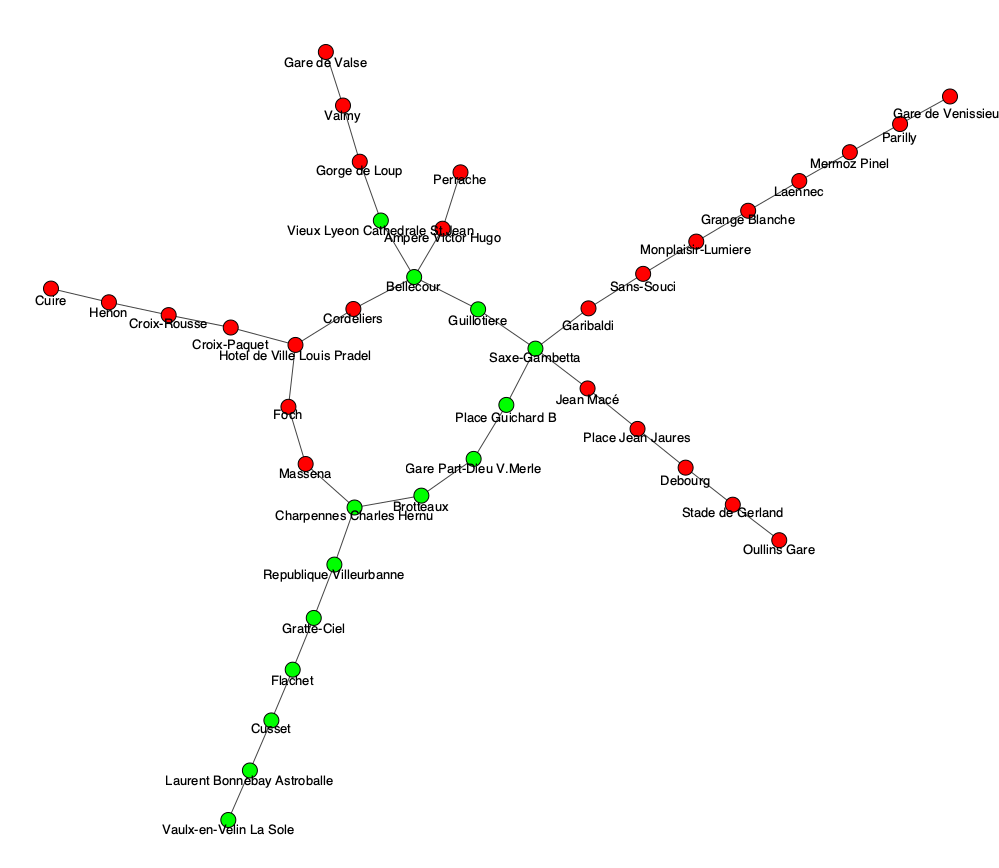 Gare de Valse
Gare de Venissieu
Valmy
Parilly
Mermoz Pinel
Gorge de Loup
Perrache
Laennec
Grange Blanche
Vieux Lyeon Cathedrale St Jean
Ampere Victor Hugo
Monplaisir-Lumiere
Bellecour
Sans-Souci
Cuire
Henon
Cordeliers
Guillotiere
Croix-Rousse
Garibaldi
Croix-Paquet
Hotel de Ville Louis Pradel
Saxe-Gambetta
Jean Macé
Foch
Place Guichard B
Place Jean Jaures
Gare Part-Dieu V.Merle
Massena
Debourg
Brotteaux
Charpennes Charles Hernu
Stade de Gerland
Oullins Gare
Republique Villeurbanne
Gratte-Ciel
Flachet
Cusset
Laurent Bonnebay Astroballe
Vaulx-en-Velin La Sole